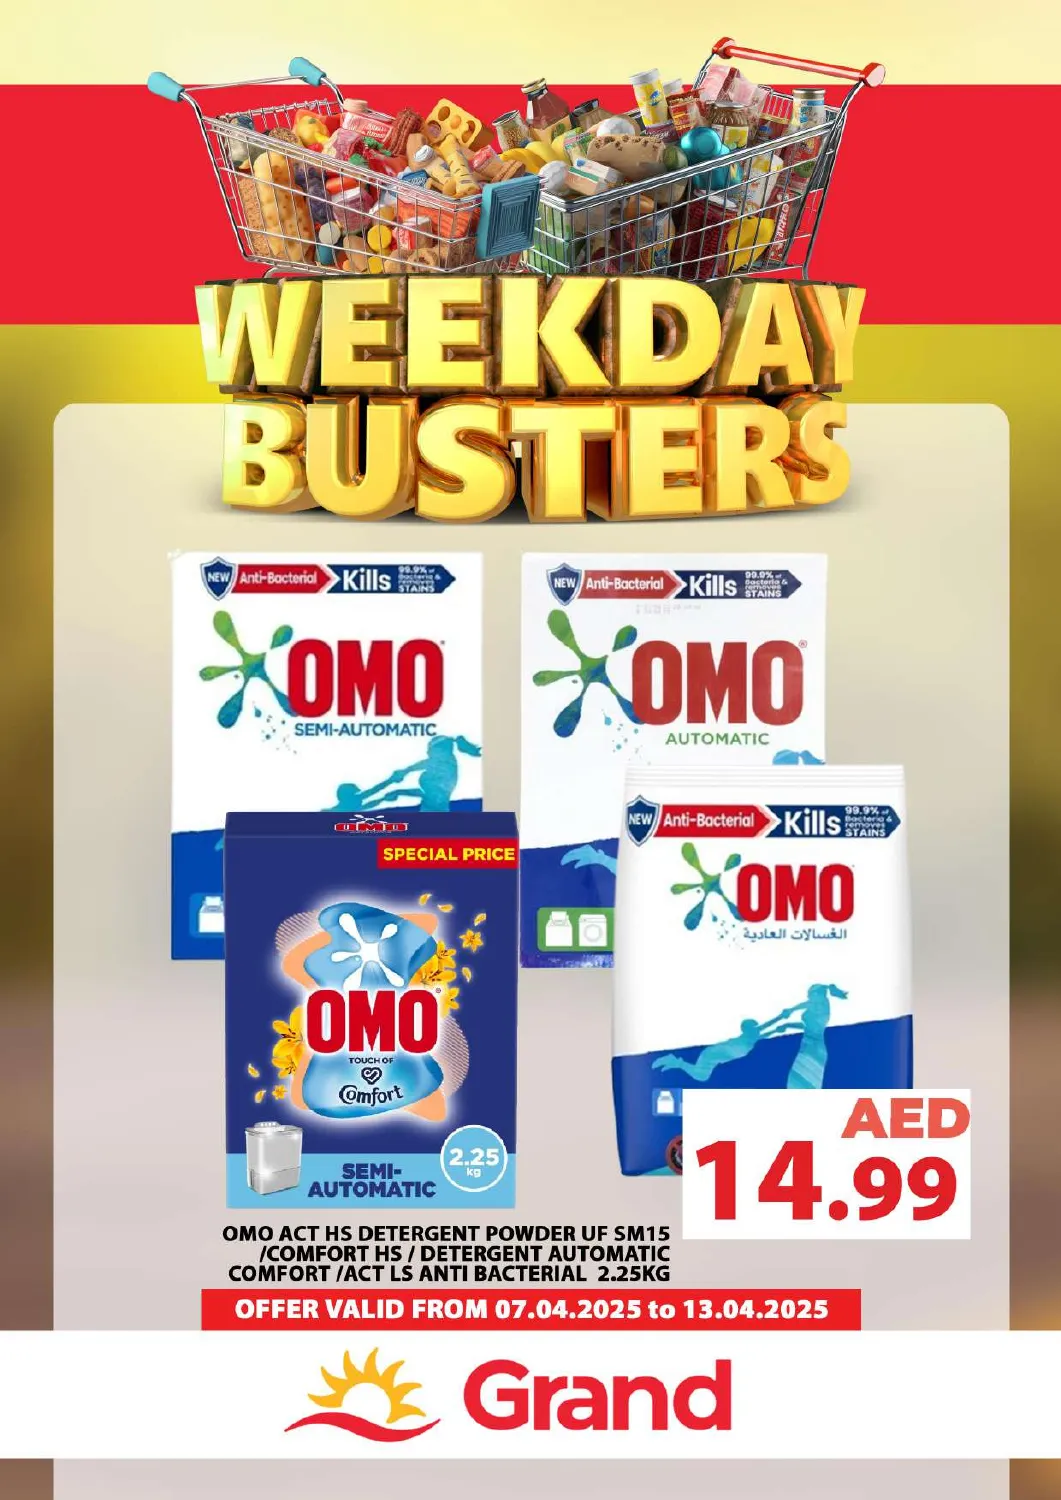 WEEKDAY
BUSTERS
NEW Anti-Bacterial Kills 99.9% of Bacteria & removes STAINS
OMO
SEMI-AUTOMATIC
NEW Anti-Bacterial Kills 99.9% of Bacteria & removes STAINS
OMO
AUTOMATIC
NEW Anti-Bacterial Kills 99.9% of Bacteria & removes STAINS
OMO
الغسالات العادية
OMO
SPECIAL PRICE
OMO
TOUCH OF
Comfort
2.25
kg
SEMI-
AUTOMATIC
AED
14.99
OMO ACT HS DETERGENT POWDER UF SM15
/COMFORT HS / DETERGENT AUTOMATIC
COMFORT /ACT LS ANTI BACTERIAL 2.25KG
OFFER VALID FROM 07.04.2025 to 13.04.2025
Grand